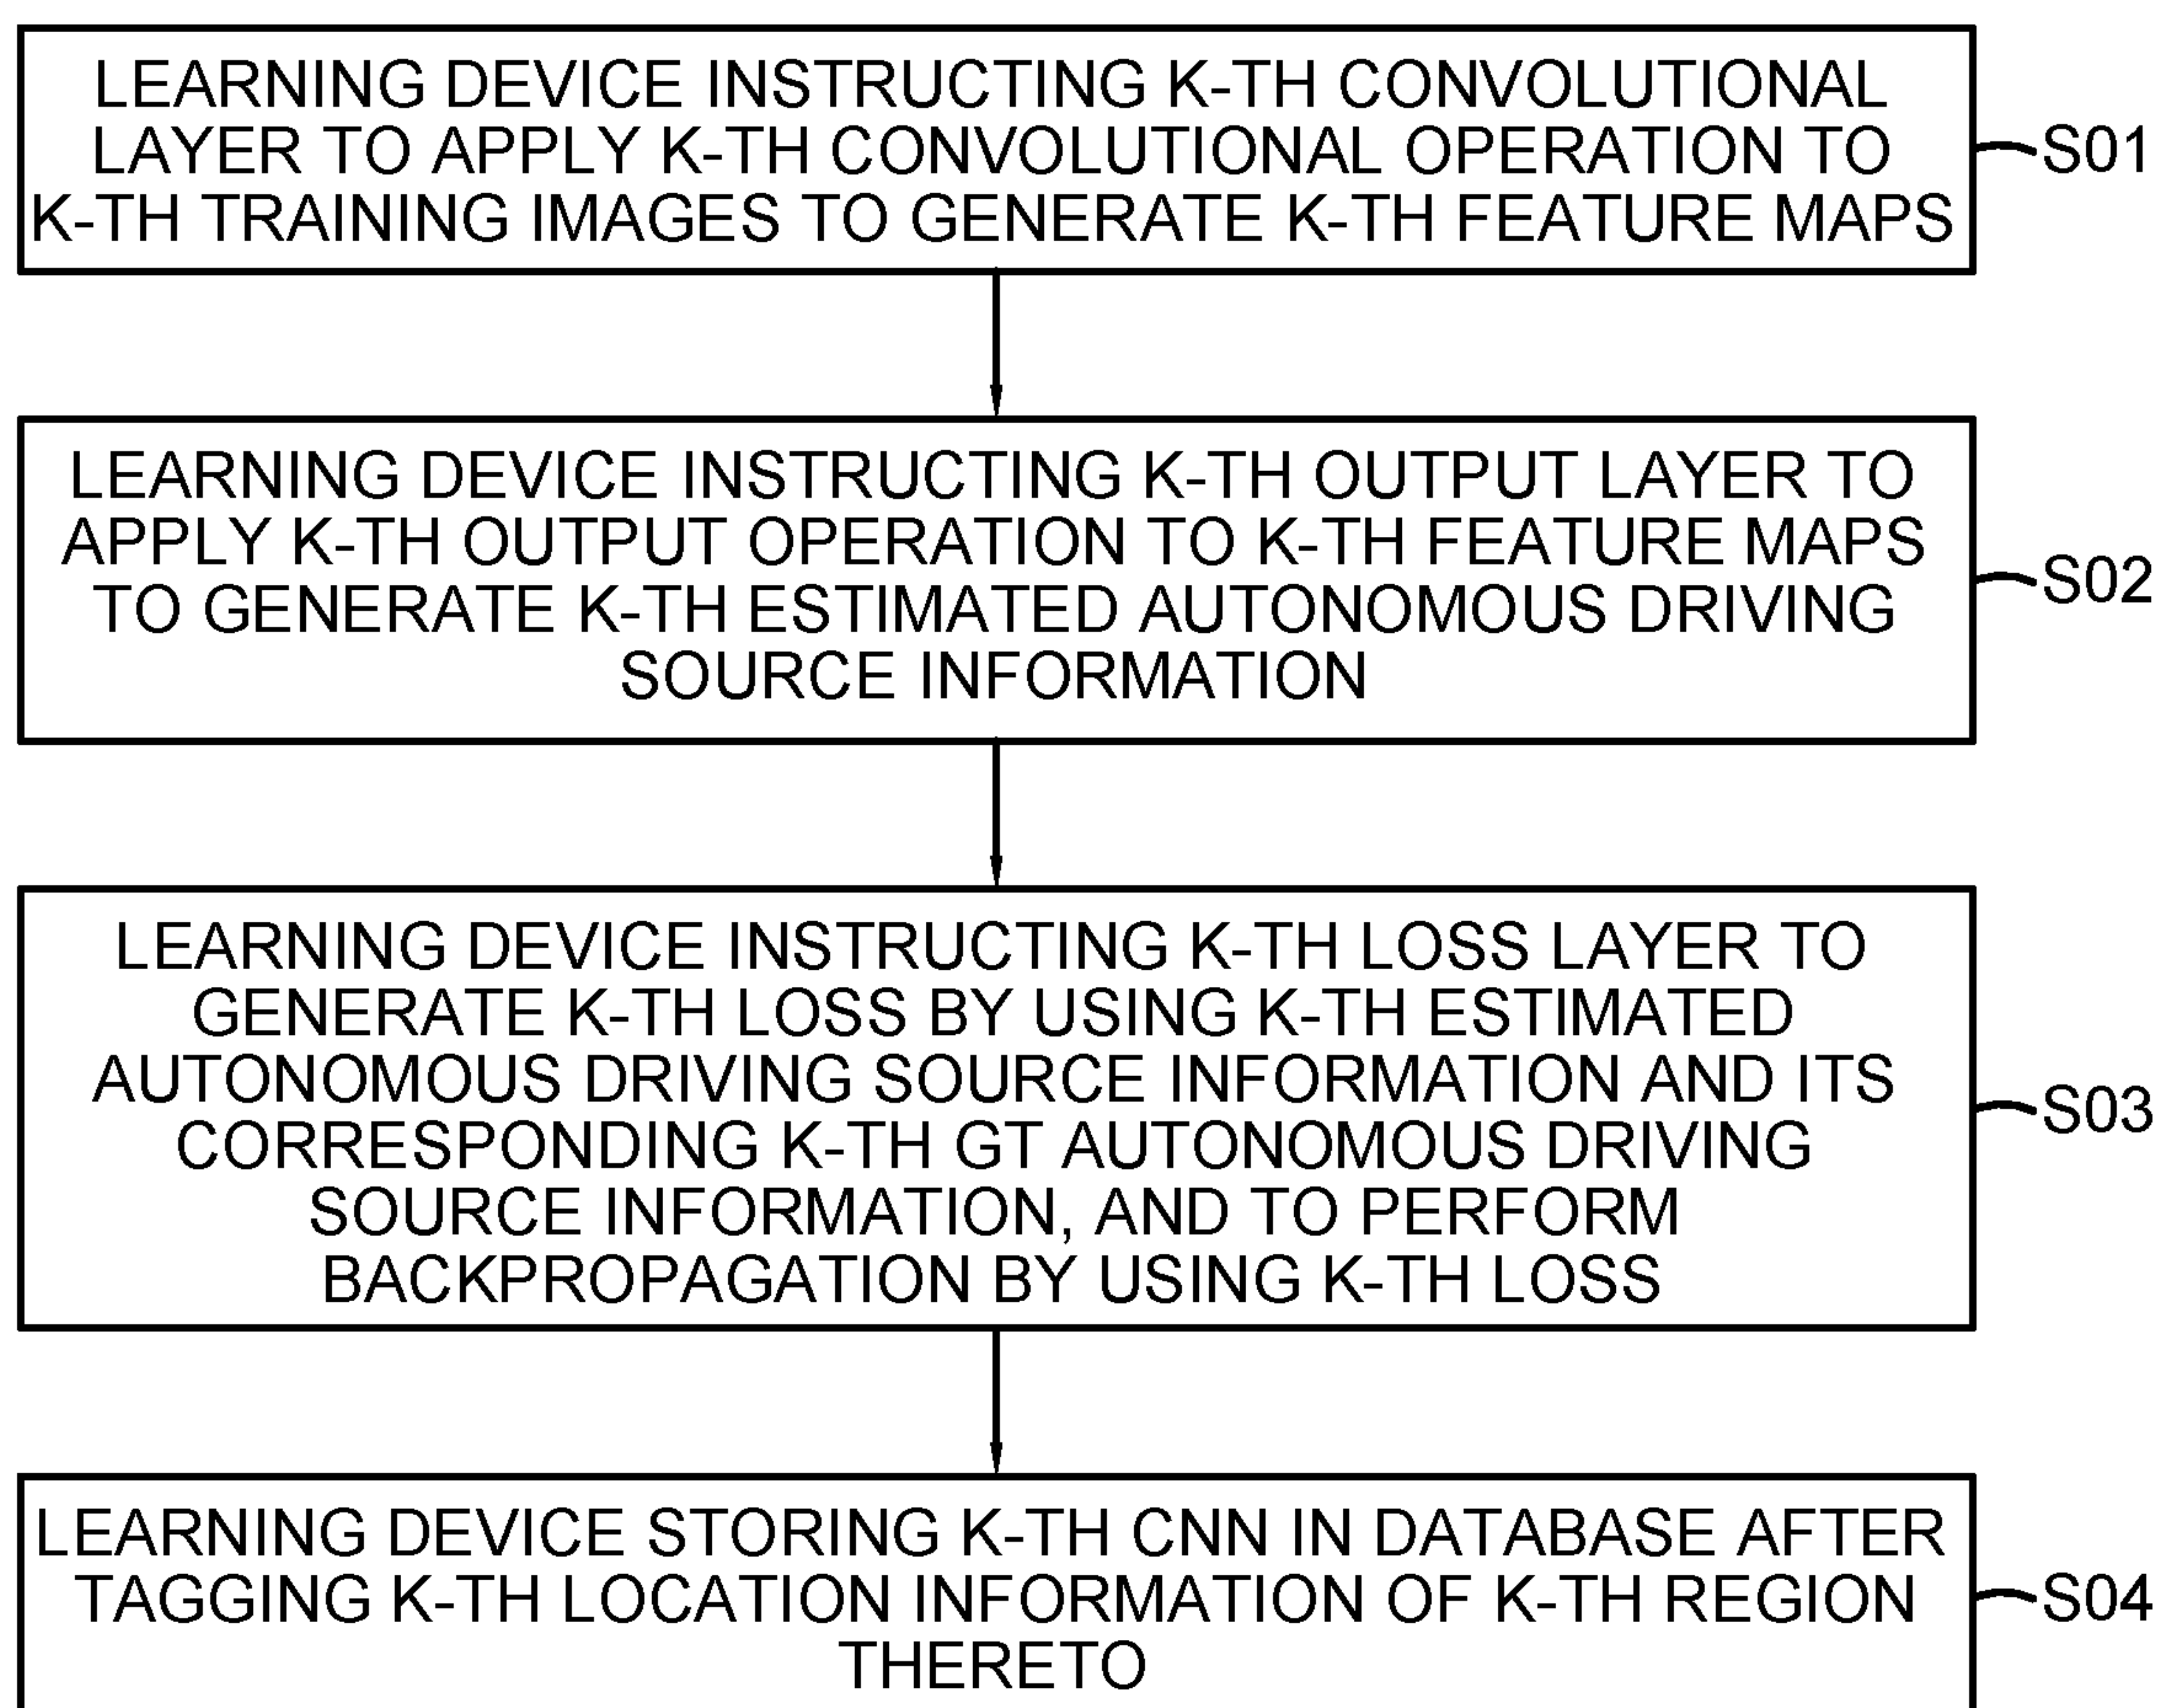 LEARNING DEVICE INSTRUCTING K-TH CONVOLUTIONAL
LAYER TO APPLY K-TH CONVOLUTIONAL OPERATION TO
K-TH TRAINING IMAGES TO GENERATE K-TH FEATURE MAPS
S01
LEARNING DEVICE INSTRUCTING K-TH OUTPUT LAYER TO
APPLY K-TH OUTPUT OPERATION TO K-TH FEATURE MAPS
TO GENERATE K-TH ESTIMATED AUTONOMOUS DRIVING
SOURCE INFORMATION
S02
LEARNING DEVICE INSTRUCTING K-TH LOSS LAYER TO
GENERATE K-TH LOSS BY USING K-TH ESTIMATED
AUTONOMOUS DRIVING SOURCE INFORMATION AND ITS
CORRESPONDING K-TH GT AUTONOMOUS DRIVING
SOURCE INFORMATION, AND TO PERFORM
BACKPROPAGATION BY USING K-TH LOSS
S03
LEARNING DEVICE STORING K-TH CNN IN DATABASE AFTER
TAGGING K-TH LOCATION INFORMATION OF K-TH REGION
THERETO
S04